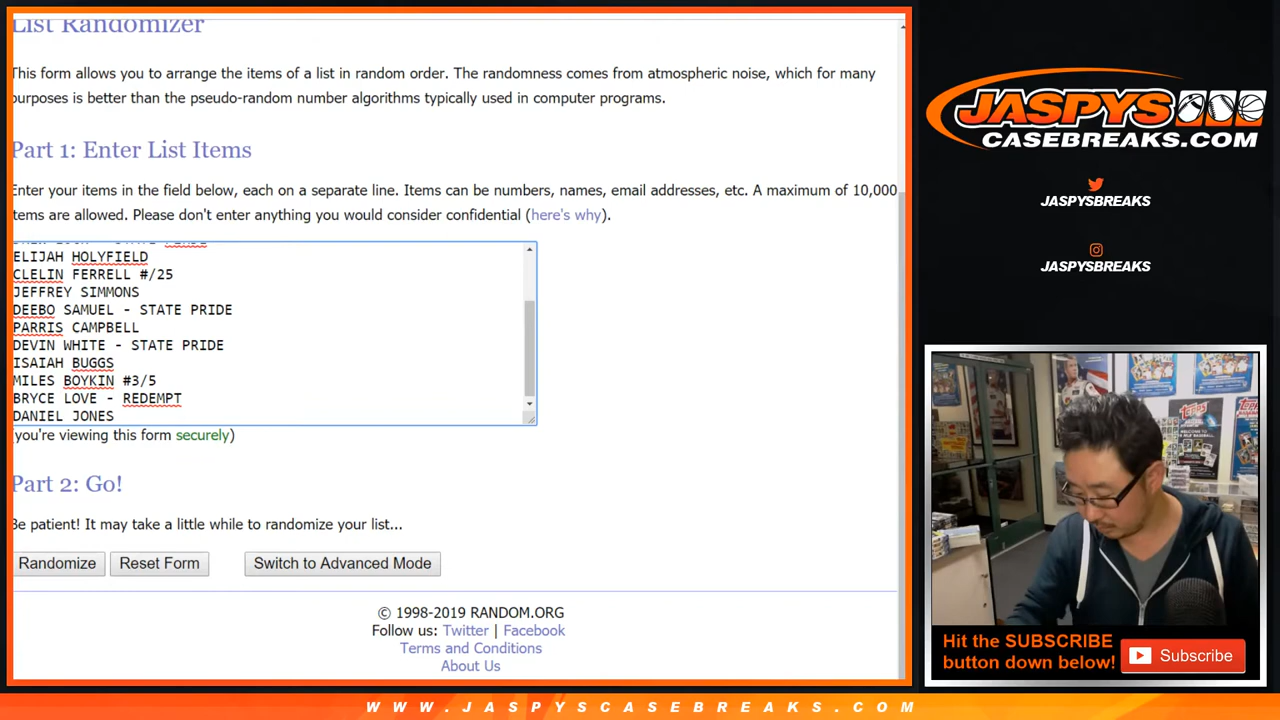 List Randomizer
This form allows you to arrange the items of a list in random order. The randomness comes from atmospheric noise, which for many
purposes is better than the pseudo-random number algorithms typically used in computer programs.
Part 1: Enter List Items
Enter your items in the field below, each on a separate line. Items can be numbers, names, email addresses, etc. A maximum of 10,000
items are allowed. Please don't enter anything you would consider confidential (here's why).
ELIJAH HOLYFIELD
CLELIN FERRELL #/25
JEFFREY SIMMONS
DEEBO SAMUEL - STATE PRIDE
PARRIS CAMPBELL
DEVIN WHITE - STATE PRIDE
ISAIAH BUGGS
MILES BOYKIN #3/5
BRYCE LOVE - REDEMPT
DANIEL JONES
(you're viewing this form securely)
Part 2: Go!
Be patient! It may take a little while to randomize your list...
Randomize Reset Form Switch to Advanced Mode
© 1998-2019 RANDOM.ORG
Follow us: Twitter | Facebook
Terms and Conditions
About Us
JASPYS
CASEBREAKS.COM
JASPYSBREAKS
JASPYSBREAKS
Topps
Hit the SUBSCRIBE
button down below!
Subscribe
WWW.JASPYSCASEBREAKS.COM